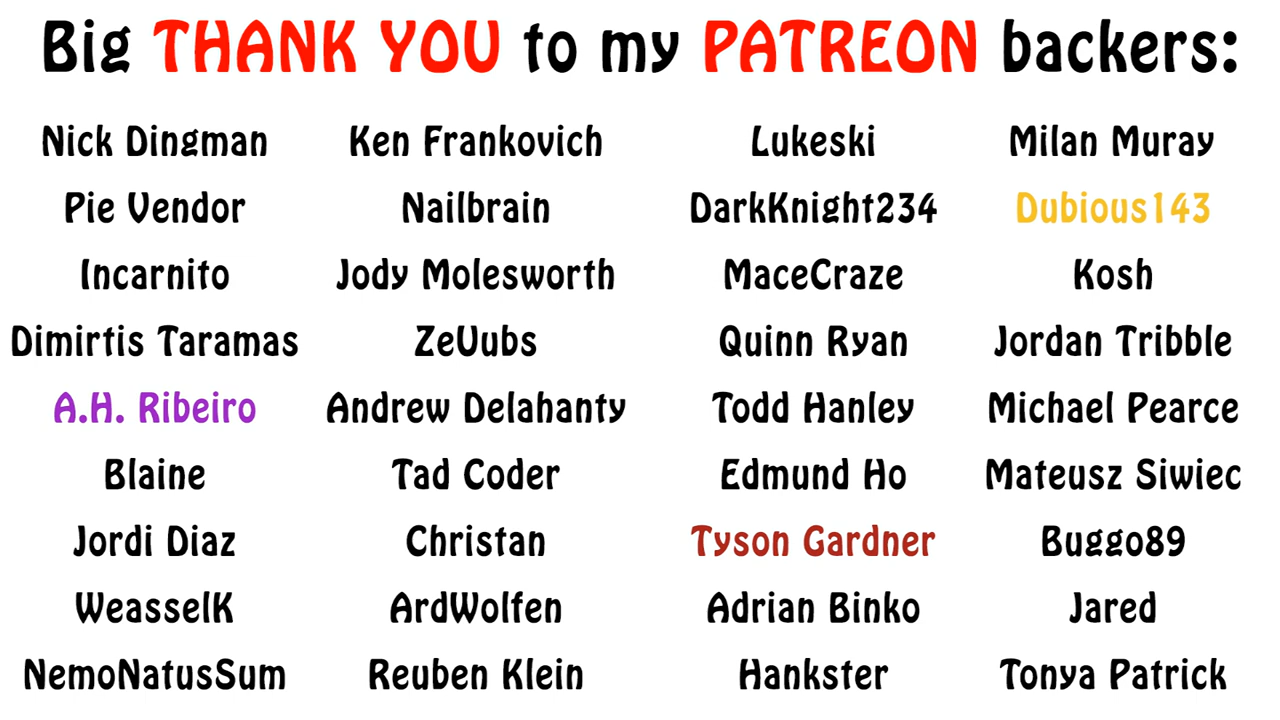 Big THANK YOU to my PATREON backers:
Nick Dingman Ken Frankovich Lukeski Milan Muray
Pie Vendor Nailbrain DarkKnight234 Dubious143
Incarnito Jody Molesworth MaceCraze Kosh
Dimirtis Taramas ZeVubs Quinn Ryan Jordan Tribble
A.H. Ribeiro Andrew Delahanty Todd Hanley Michael Pearce
Blaine Tad Coder Edmund Ho Mateusz Siwiec
Jordi Diaz Christan Tyson Gardner Buggo89
WeasselK ArdWolfen Adrian Binko Jared
NemoNatusSum Reuben Klein Hankster Tonya Patrick